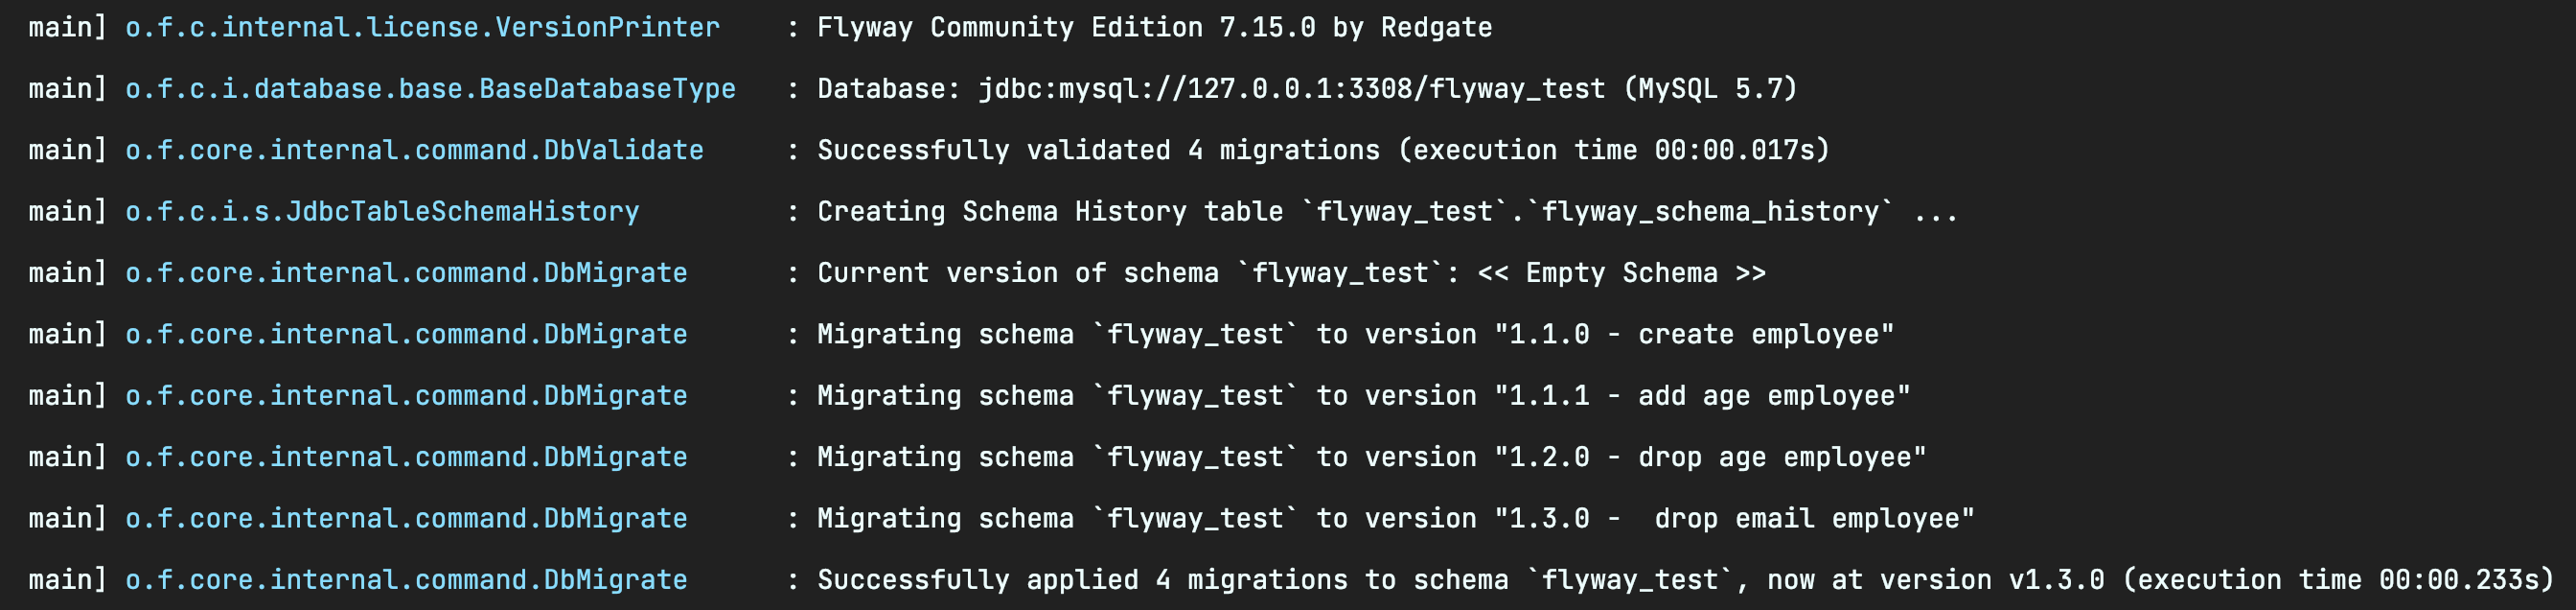 main] o.f.c.internal.license.VersionPrinter : Flyway Community Edition 7.15.0 by Redgate
main] o.f.c.i.database.base.BaseDatabaseType : Database: jdbc:mysql://127.0.0.1:3308/flyway_test (MySQL 5.7)
main] o.f.core.internal.command.DbValidate : Successfully validated 4 migrations (execution time 00:00.017s)
main] o.f.c.i.s.JdbcTableSchemaHistory : Creating Schema History table `flyway_test`.`flyway_schema_history` ...
main] o.f.core.internal.command.DbMigrate : Current version of schema `flyway_test`: << Empty Schema >>
main] o.f.core.internal.command.DbMigrate : Migrating schema `flyway_test` to version "1.1.0 - create employee"
main] o.f.core.internal.command.DbMigrate : Migrating schema `flyway_test` to version "1.1.1 - add age employee"
main] o.f.core.internal.command.DbMigrate : Migrating schema `flyway_test` to version "1.2.0 - drop age employee"
main] o.f.core.internal.command.DbMigrate : Migrating schema `flyway_test` to version "1.3.0 -  drop email employee"
main] o.f.core.internal.command.DbMigrate : Successfully applied 4 migrations to schema `flyway_test`, now at version v1.3.0 (execution time 00:00.233s)